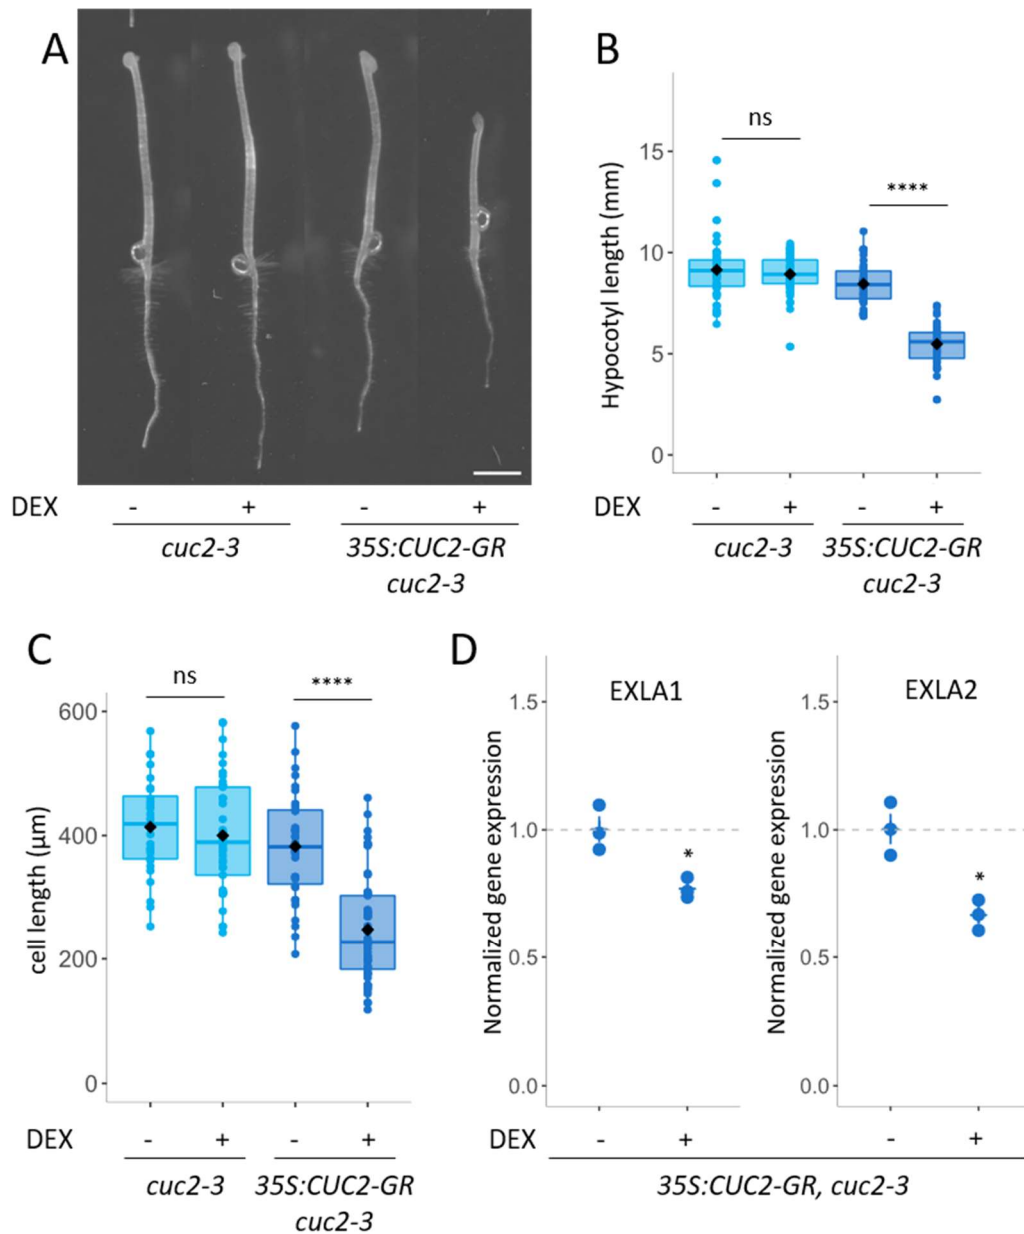 A
DEX - + - +
cuc2-3 35S:CUC2-GR
cuc2-3
B
Hypocotyl length (mm)
15
10
5
0
ns
****
DEX - + - +
cuc2-3 35S:CUC2-GR
cuc2-3
C
cell length (µm)
600
400
200
0
ns
****
DEX - + - +
cuc2-3 35S:CUC2-GR
cuc2-3
D
Normalized gene expression
1.5
1.0
0.5
0.0
EXLA1
*
Normalized gene expression
1.5
1.0
0.5
0.0
EXLA2
*
DEX - + - +
35S:CUC2-GR, cuc2-3